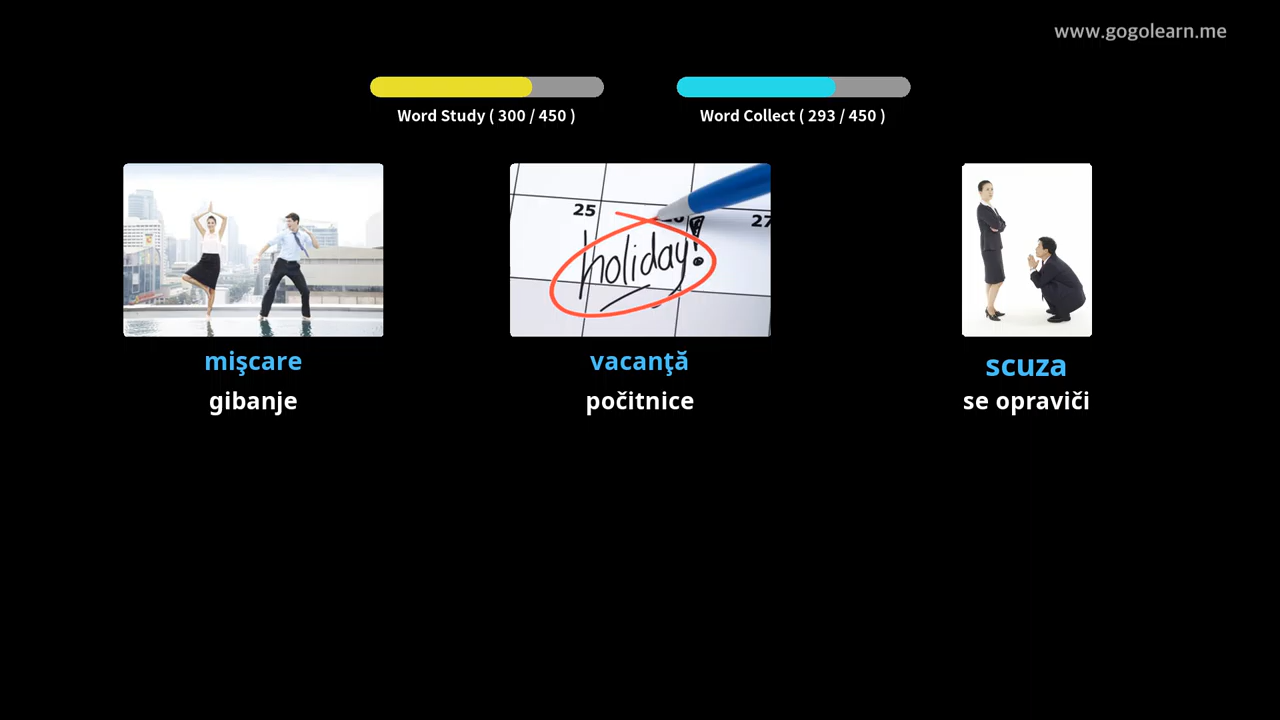 www.gogolearn.me
Word Study ( 300 / 450 )
Word Collect ( 293 / 450 )
25
27
holiday!
mişcare
vacanţă
scuza
gibanje
počitnice
se opraviči